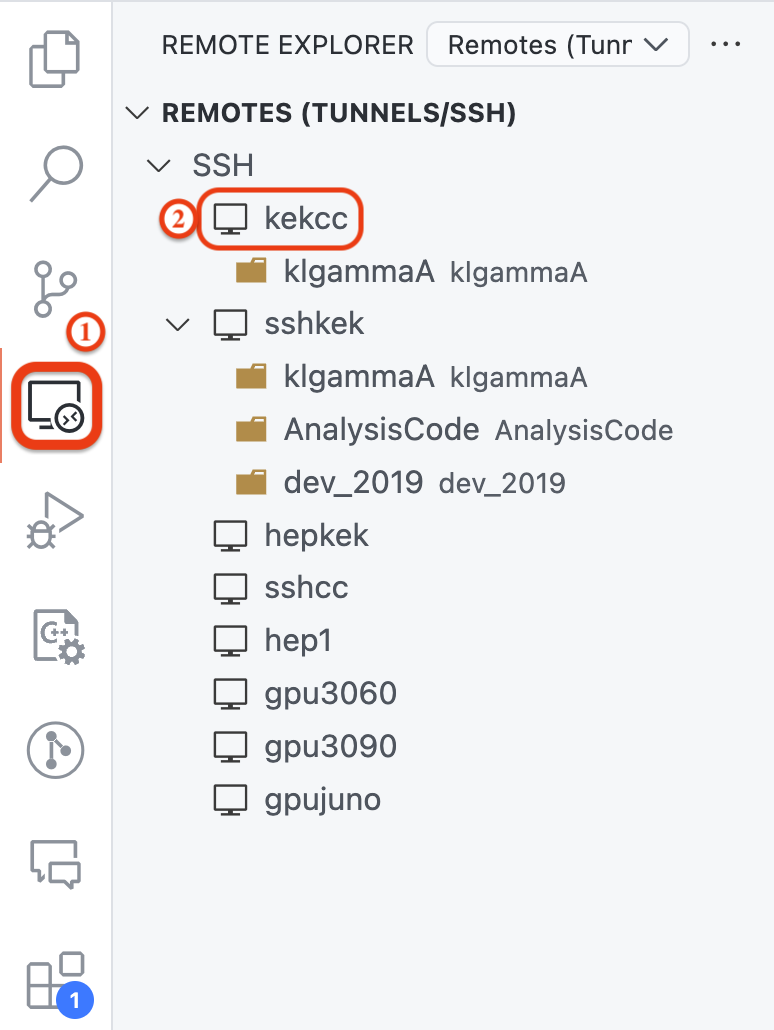 REMOTE EXPLORER Remotes (Tunr
REMOTES (TUNNELS/SSH)
SSH
2 kekcc
klgammaA klgammaA
1
sshkek
klgammaA klgammaA
AnalysisCode AnalysisCode
dev_2019 dev_2019
hepkek
sshcc
C++
hep1
gpu3060
gpu3090
gpujuno
1